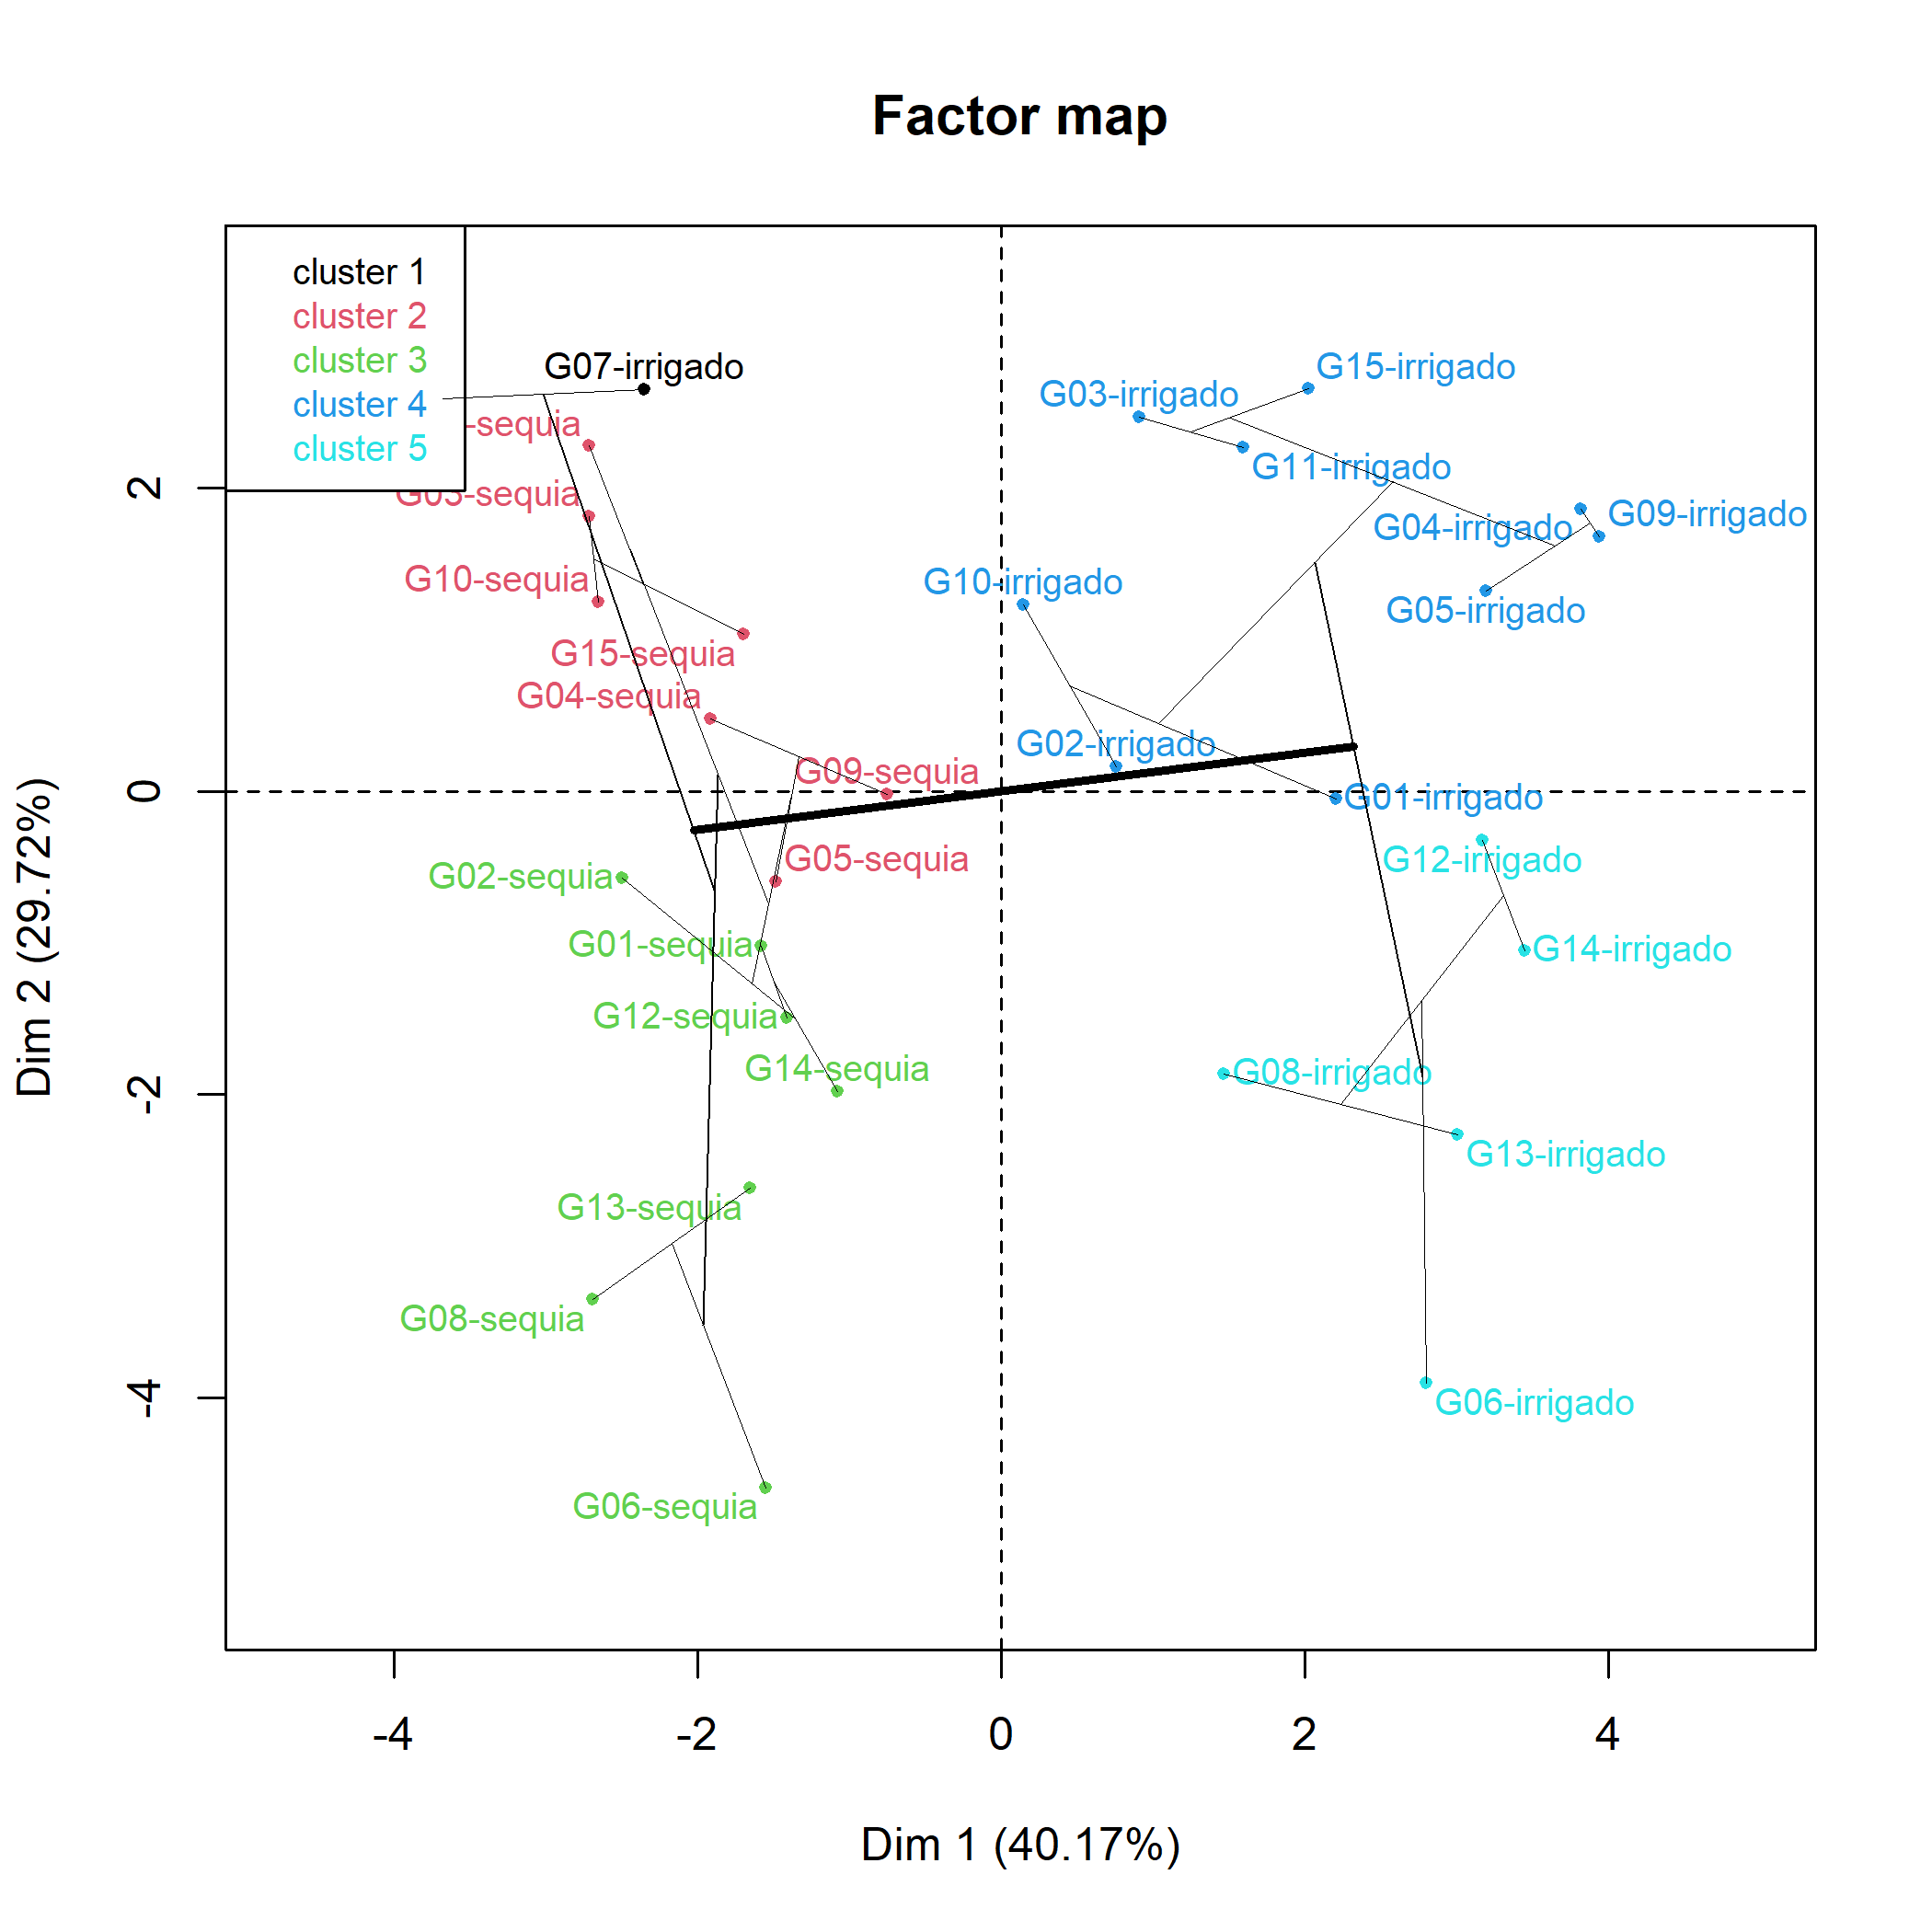 Factor map
cluster 1
cluster 2
cluster 3
cluster 4
cluster 5
G07-irrigado
G15-irrigado
G03-irrigado
-sequia
G11-irrigado
G03-sequia
G09-irrigado
G04-irrigado
G10-sequia
G10-irrigado
G05-irrigado
G15-sequia
G04-sequia
G02-irrigado
G09-sequia
G01-irrigado
G05-sequia
G12-irrigado
G02-sequia
G01-sequia
G14-irrigado
G12-sequia
G14-sequia
G08-irrigado
G13-irrigado
G13-sequia
G08-sequia
G06-irrigado
G06-sequia
2
0
-2
-4
Dim 2 (29.72%)
-4 -2 0 2 4
Dim 1 (40.17%)